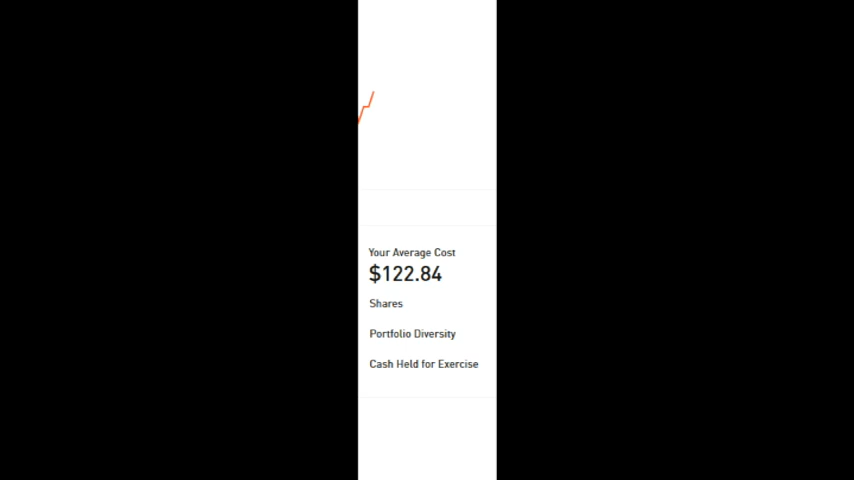 Your Average Cost
$122.84
Shares
Portfolio Diversity
Cash Held for Exercise